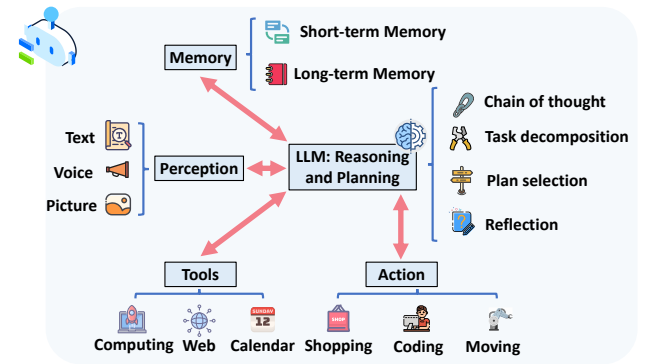 Memory
Short-term Memory
Long-term Memory
Text
Voice
Picture
Perception
LLM: Reasoning
and Planning
Chain of thought
Task decomposition
Plan selection
Reflection
Tools
Action
SUNDAY
12
SHOP
Computing
Web
Calendar
Shopping
Coding
Moving